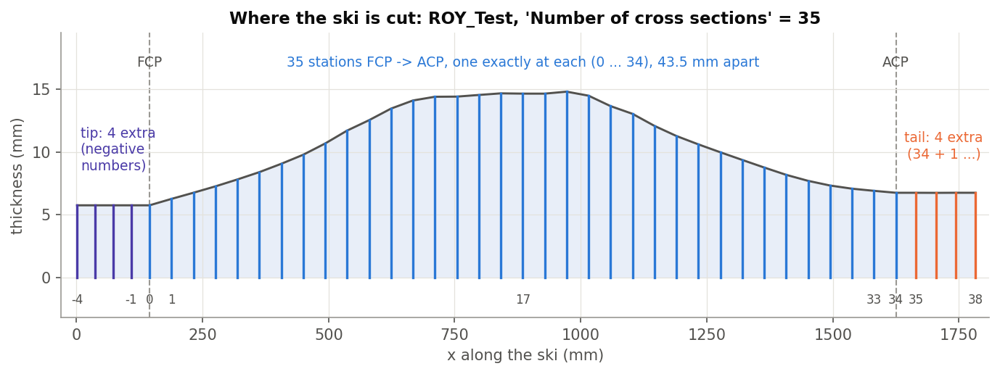 Where the ski is cut: ROY_Test, 'Number of cross sections' = 35
FCP
35 stations FCP -> ACP, one exactly at each (0 ... 34), 43.5 mm apart
ACP
tip: 4 extra
(negative
numbers)
tail: 4 extra
(34 + 1 ...)
thickness (mm)
15
10
5
0
-4 -1 0 1 17 33 34 35 38
0 250 500 750 1000 1250 1500 1750
x along the ski (mm)